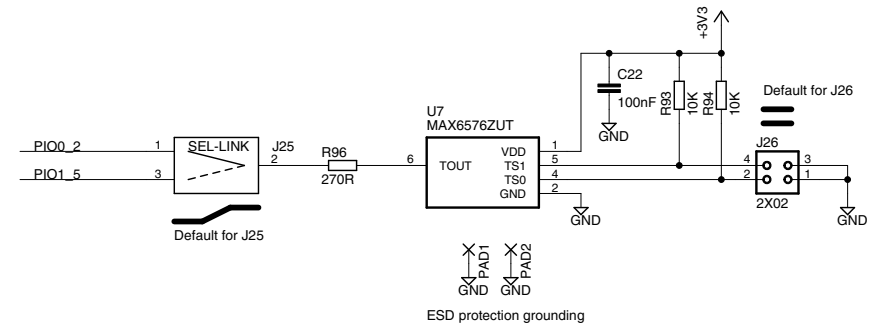 +3V3
C22
100nF
GND
R93
10K
R94
10K
Default for J26
U7
MAX6576ZUT
J26
PIO0_2
1
SEL-LINK
J25
2
R96
270R
6
TOUT
VDD
1
TS1
5
TS0
4
GND
2
4
3
2
1
2X02
PIO1_5
3
GND
GND
Default for J25
PAD1
PAD2
GND
GND
ESD protection grounding